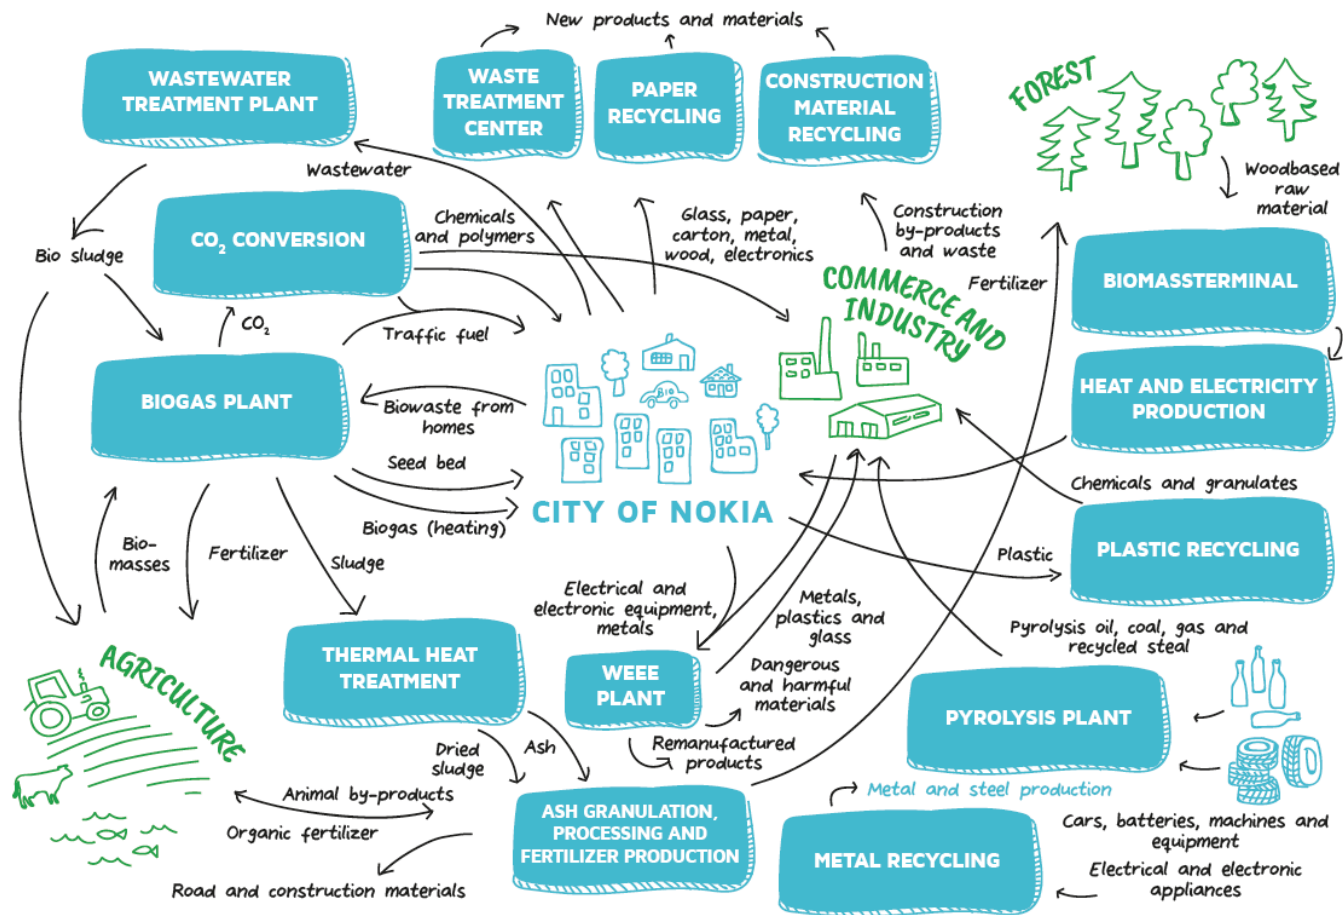 New products and materials
WASTEWATER
TREATMENT PLANT
WASTE
TREATMENT
CENTER
PAPER
RECYCLING
CONSTRUCTION
MATERIAL
RECYCLING
FOREST
Wastewater
Woodbased
raw
material
CO₂ CONVERSION
Chemicals
and polymers
Glass, paper,
carton, metal,
wood, electronics
Construction
by-products
and waste
Bio sludge
COMMERCE AND
INDUSTRY
Fertilizer
BIOMASSTERMINAL
CO₂
Traffic fuel
BIOGAS PLANT
Biowaste from
homes
BIO
HEAT AND ELECTRICITY
PRODUCTION
Seed bed
Biogas (heating)
CITY OF NOKIA
Chemicals and granulates
PLASTIC RECYCLING
Plastic
Bio-
masses
Fertilizer
Sludge
Electrical and
electronic equipment,
metals
Metals,
plastics and
glass
Pyrolysis oil, coal, gas and
recycled steal
AGRICULTURE
THERMAL HEAT
TREATMENT
WEEE
PLANT
Dangerous
and harmful
materials
PYROLYSIS PLANT
Dried
sludge
Ash
Remanufactured
products
Animal by-products
Organic fertilizer
ASH GRANULATION,
PROCESSING AND
FERTILIZER PRODUCTION
Metal and steel production
METAL RECYCLING
Cars, batteries, machines and
equipment
Electrical and electronic
appliances
Road and construction materials